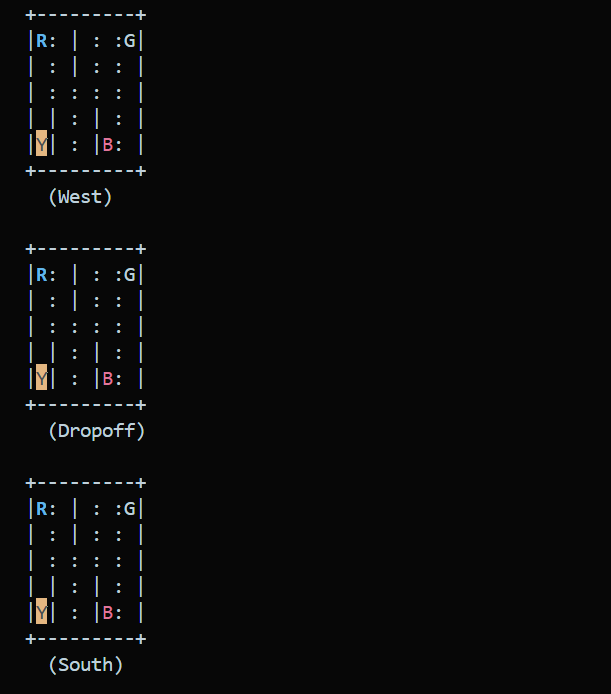 +---------+
|R: | : :G|
| : | : : |
| : : : : |
| | : | : |
|Y| : |B: |
+---------+
  (West)

+---------+
|R: | : :G|
| : | : : |
| : : : : |
| | : | : |
|Y| : |B: |
+---------+
  (Dropoff)

+---------+
|R: | : :G|
| : | : : |
| : : : : |
| | : | : |
|Y| : |B: |
+---------+
  (South)